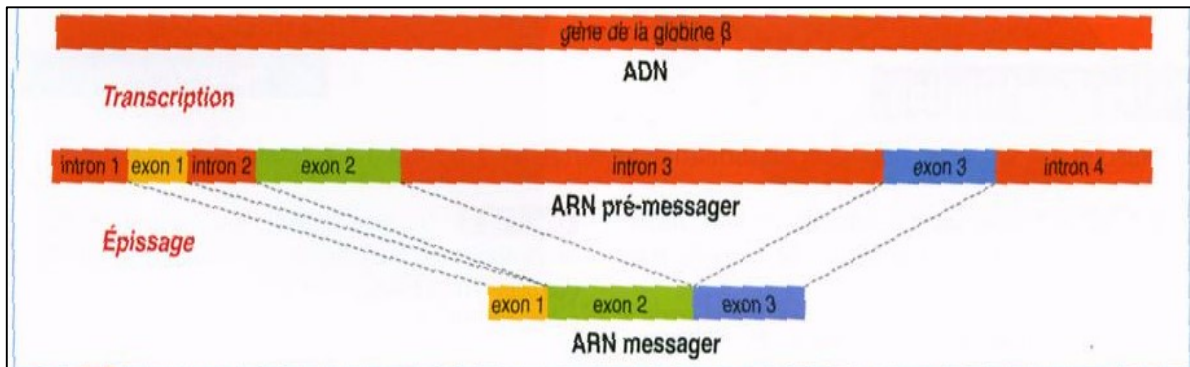 gène de la globine β
ADN
Transcription
intron 1 exon 1 intron 2 exon 2 intron 3 exon 3 intron 4
ARN pré-messager
Épissage
exon 1 exon 2 exon 3
ARN messager